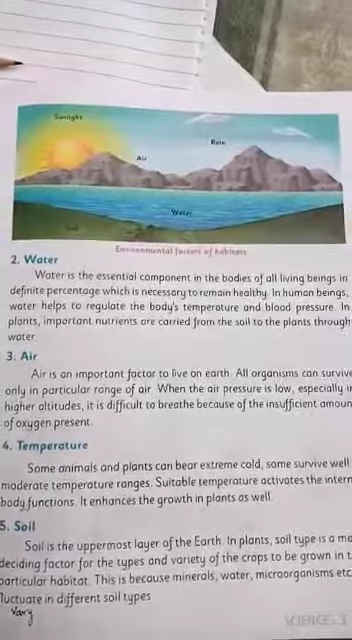 Sunlight
Rain
Air
Water
Soil
Environmental factors of habitats
2. Water
Water is the essential component in the bodies of all living beings in
definite percentage which is necessary to remain healthy. In human beings,
water helps to regulate the body's temperature and blood pressure. In
plants, important nutrients are carried from the soil to the plants through
water.
3. Air
Air is an important factor to live on earth. All organisms can survive
only in particular range of air. When the air pressure is low, especially
higher altitudes, it is difficult to breathe because of the insufficient
of oxygen present.
4. Temperature
Some animals and plants can bear extreme cold, some survive well
moderate temperature ranges. Suitable temperature activates the
body functions. It enhances the growth in plants as well.
5. Soil
Soil is the uppermost layer of the Earth. In plants, soil type is a
deciding factor for the types and variety of the crops to be grown in
particular habitat. This is because minerals, water, microorganisms etc
fluctuate in different soil types
Vary
SCIENCE-3